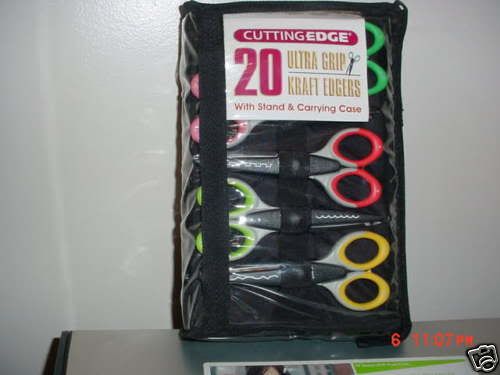 CUTTINGEDGE®
20 ULTRA GRIP
KRAFT EDGERS
With Stand & Carrying Case
6 11:07PM